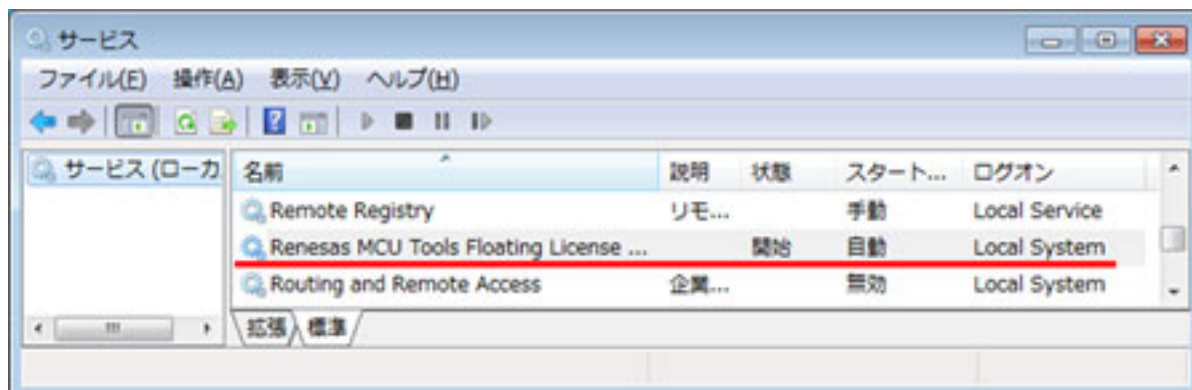 サービス
ファイル(F) 操作(A) 表示(V) ヘルプ(H)
サービス (ローカ
名前 説明 状態 スタート... ログオン
Remote Registry リモ... 手動 Local Service
Renesas MCU Tools Floating License ... 開始 自動 Local System
Routing and Remote Access 企業... 無効 Local System
拡張 標準